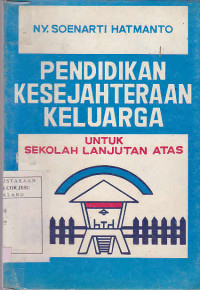 NY. SOENARTI HATMANTO
PENDIDIKAN
KESEJAHTERAAN
KELUARGA
UNTUK
SEKOLAH LANJUTAN ATAS